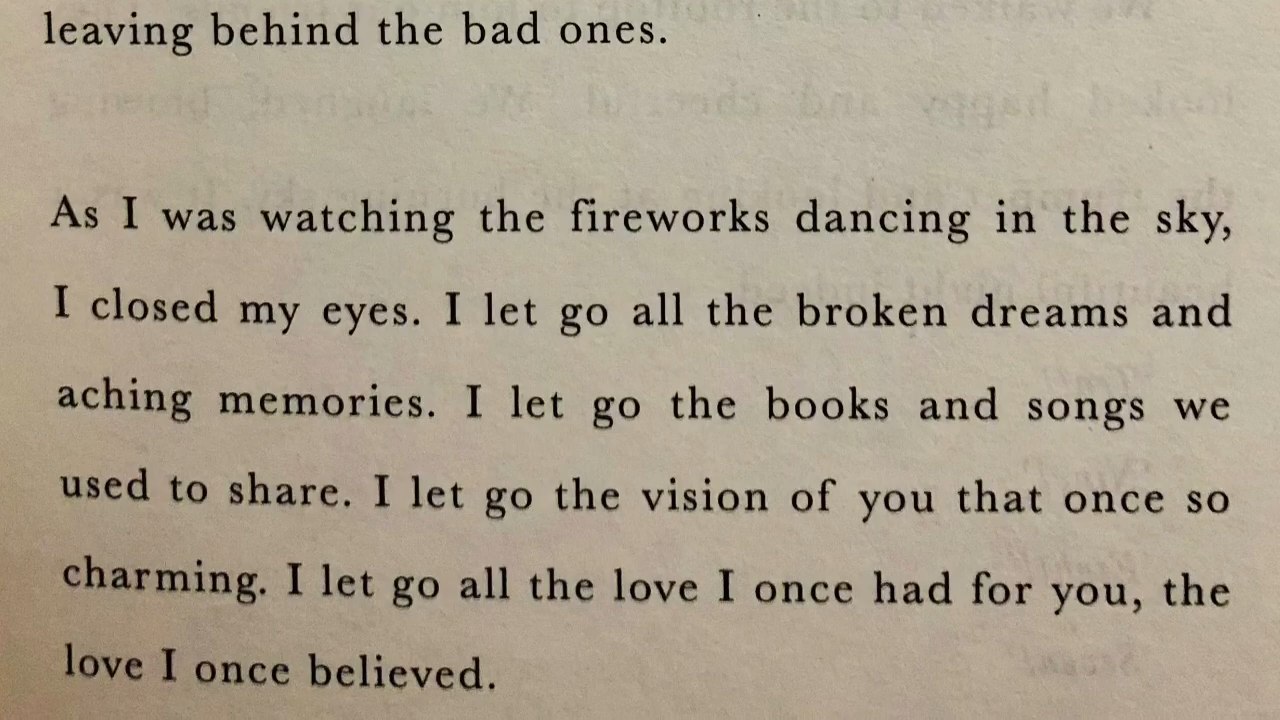 leaving behind the bad ones.
As I was watching the fireworks dancing in the sky,
I closed my eyes. I let go all the broken dreams and
aching memories. I let go the books and songs we
used to share. I let go the vision of you that once so
charming. I let go all the love I once had for you, the
love I once believed.